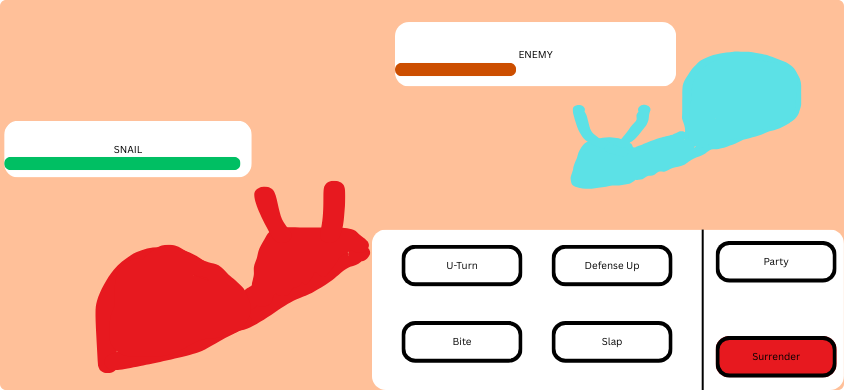 ENEMY
SNAIL
U-Turn
Defense Up
Party
Bite
Slap
Surrender